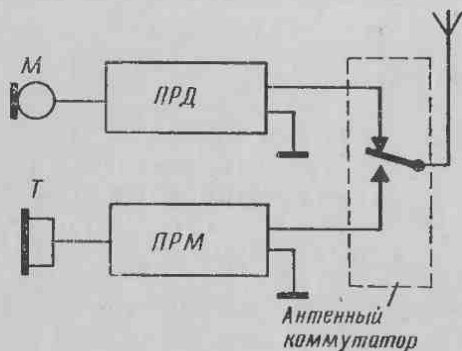 М
ПРД
Т
ПРМ
Антенный
коммутатор